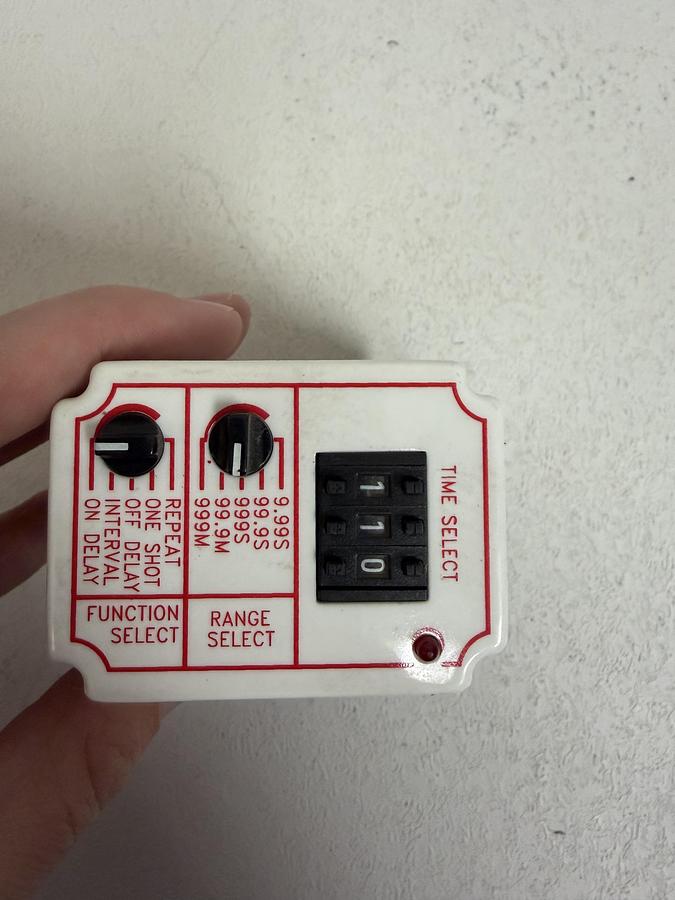 TIME SELECT
1
1
0
9.99S
99.9S
999S
99.9M
999M
RANGE
SELECT
REPEAT
ONE SHOT
OFF DELAY
INTERVAL
ON DELAY
FUNCTION
SELECT